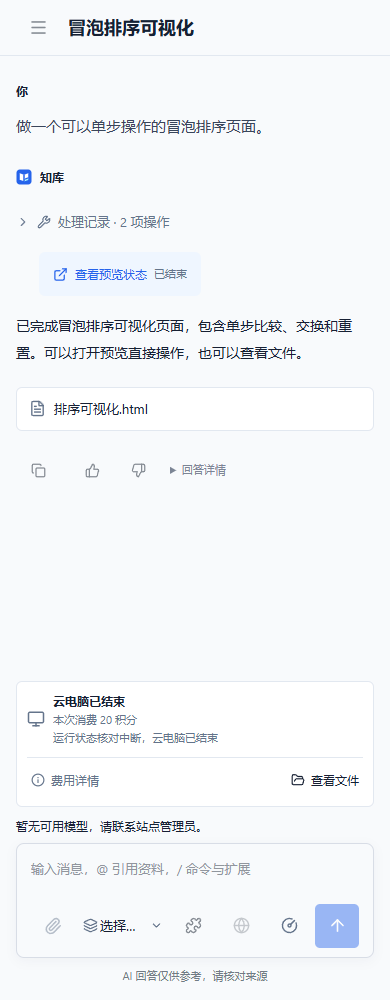 冒泡排序可视化
你
做一个可以单步操作的冒泡排序页面。
知库
处理记录 · 2 项操作
查看预览状态 已结束
已完成冒泡排序可视化页面，包含单步比较、交换和重
置。可以打开预览直接操作，也可以查看文件。
排序可视化.html
回答详情
云电脑已结束
本次消费 20 积分
运行状态核对中断，云电脑已结束
费用详情
查看文件
暂无可用模型，请联系站点管理员。
输入消息，@ 引用资料，/ 命令与扩展
选择...
AI 回答仅供参考，请核对来源